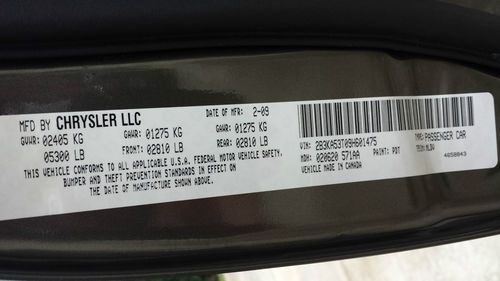 MFD BY CHRYSLER LLC
DATE OF MFR: 2-09
GVWR: 02405 KG
GAWR: 01275 KG
GAWR: 01275 KG
05300 LB
FRONT: 02810 LB
REAR: 02810 LB
THIS VEHICLE CONFORMS TO ALL APPLICABLE U.S.A. FEDERAL MOTOR VEHICLE SAFETY,
BUMPER AND THEFT PREVENTION STANDARDS IN EFFECT ON
THE DATE OF MANUFACTURE SHOWN ABOVE.
VIN: 2B3KA53T09H601475
TYPE: PASSENGER CAR
MDH: 020620 571AA
PAINT: PDT
MADE IN CANADA
4658843